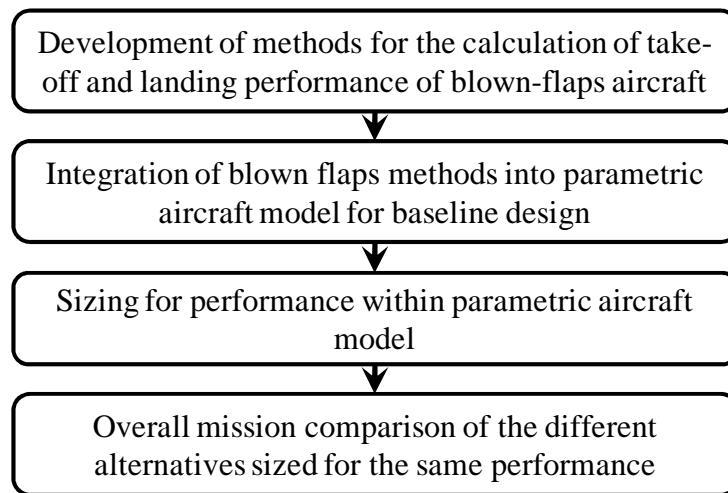 Development of methods for the calculation of take-
off and landing performance of blown-flaps aircraft
Integration of blown flaps methods into parametric
aircraft model for baseline design
Sizing for performance within parametric aircraft
model
Overall mission comparison of the different
alternatives sized for the same performance